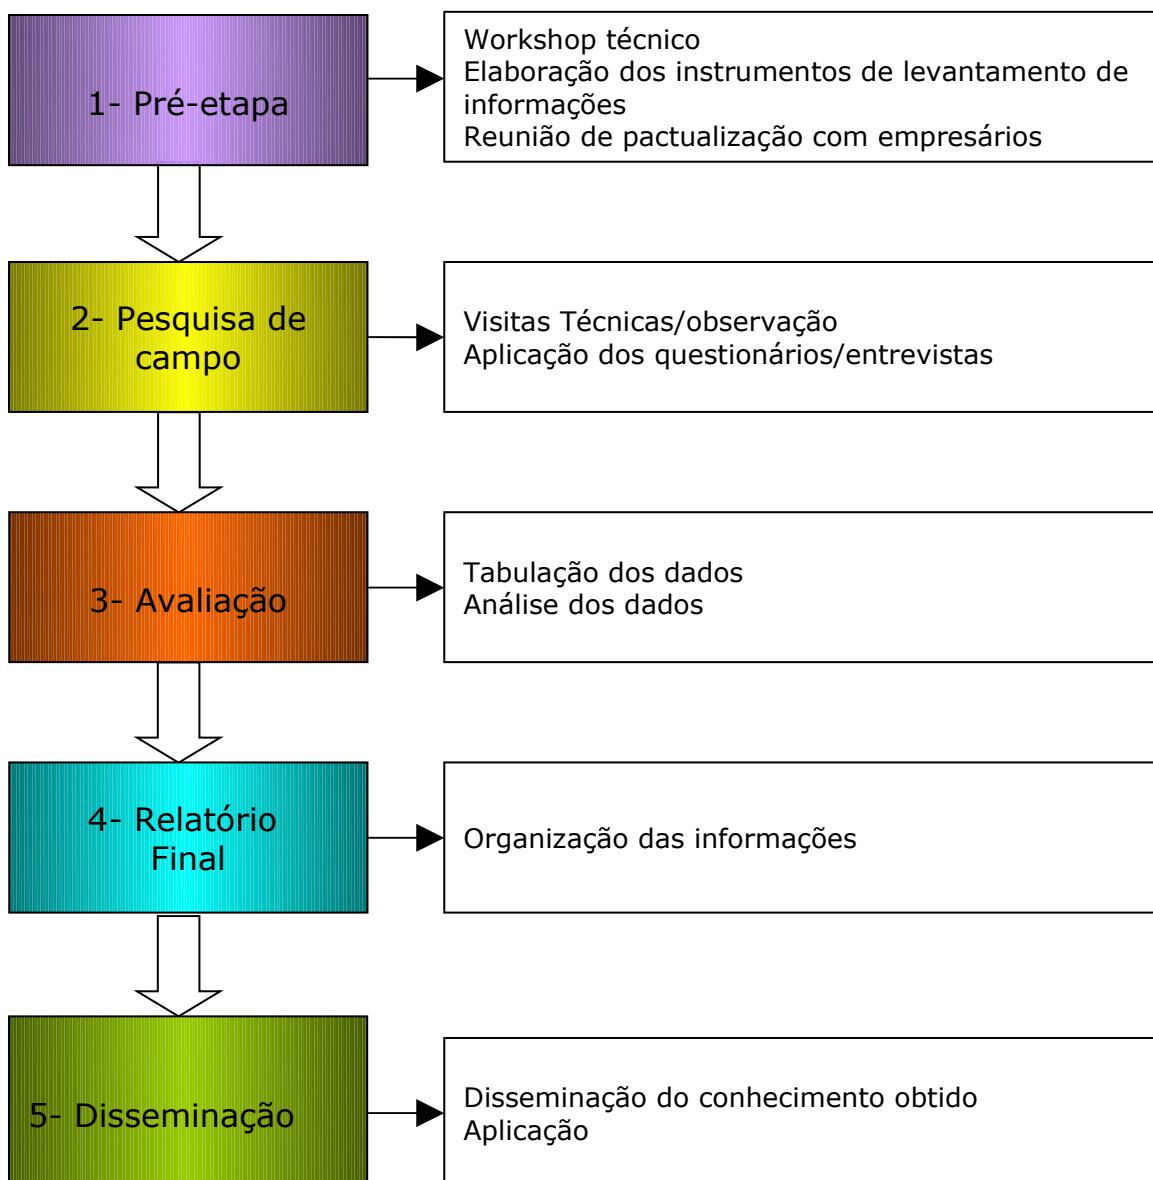 1- Pré-etapa
Workshop técnico
Elaboração dos instrumentos de levantamento de
informações
Reunião de pactualização com empresários
2- Pesquisa de
campo
Visitas Técnicas/observação
Aplicação dos questionários/entrevistas
3- Avaliação
Tabulação dos dados
Análise dos dados
4- Relatório
Final
Organização das informações
5- Disseminação
Disseminação do conhecimento obtido
Aplicação